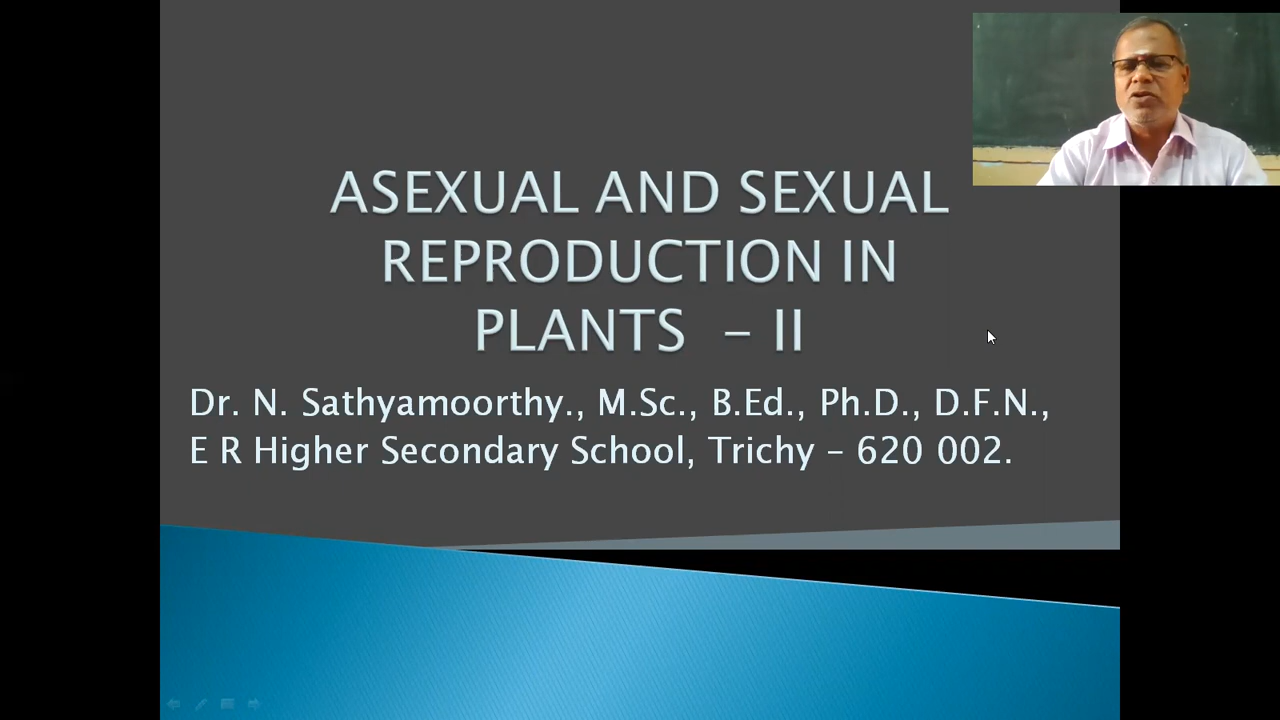 ASEXUAL AND SEXUAL
REPRODUCTION IN
PLANTS – II
Dr. N. Sathyamoorthy., M.Sc., B.Ed., Ph.D., D.F.N.,
E R Higher Secondary School, Trichy – 620 002.